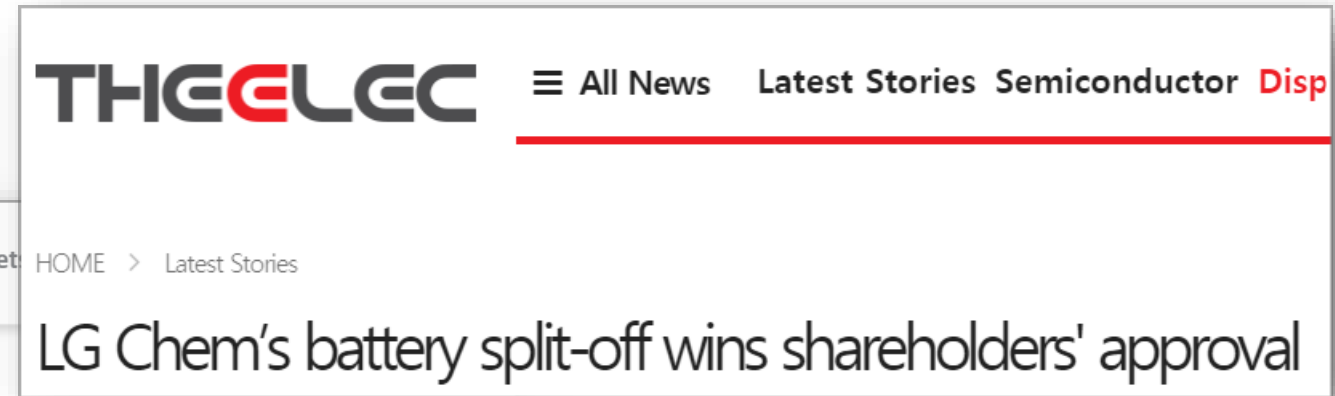 THEELEC
≡ All News Latest Stories Semiconductor Disp
HOME > Latest Stories
LG Chem’s battery split-off wins shareholders' approval